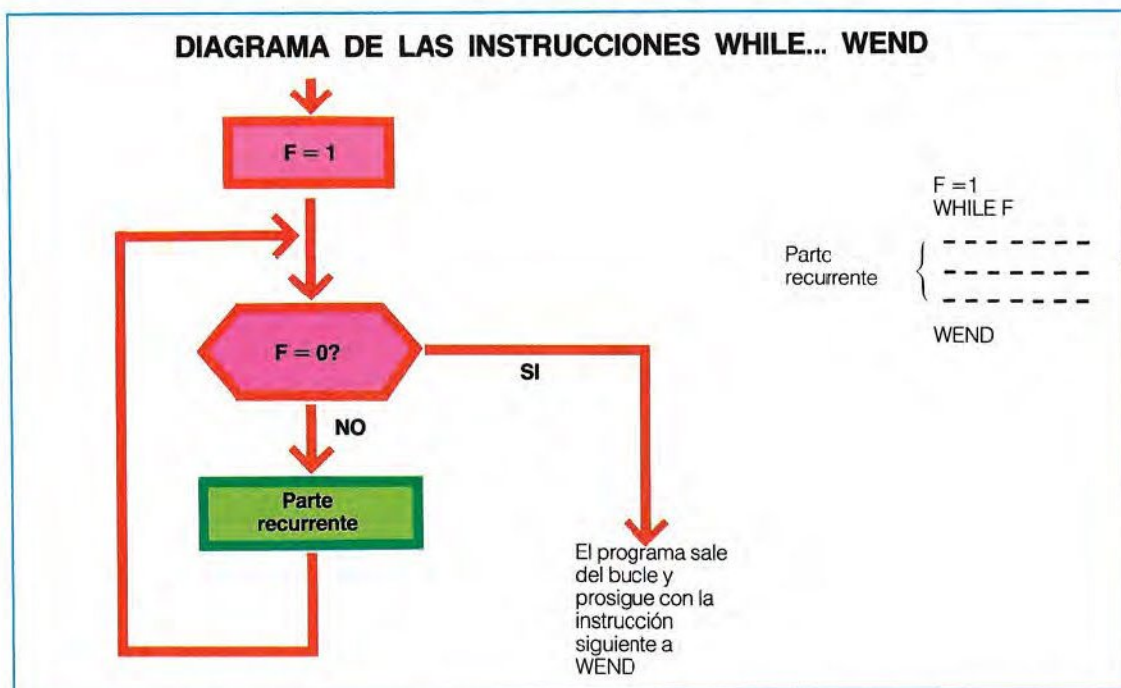 DIAGRAMA DE LAS INSTRUCCIONES WHILE... WEND
F = 1
F = 0?
SI
NO
Parte
recurrente
El programa sale
del bucle y
prosigue con la
instrucción
siguiente a
WEND
F =1
WHILE F
Parte
recurrente
WEND